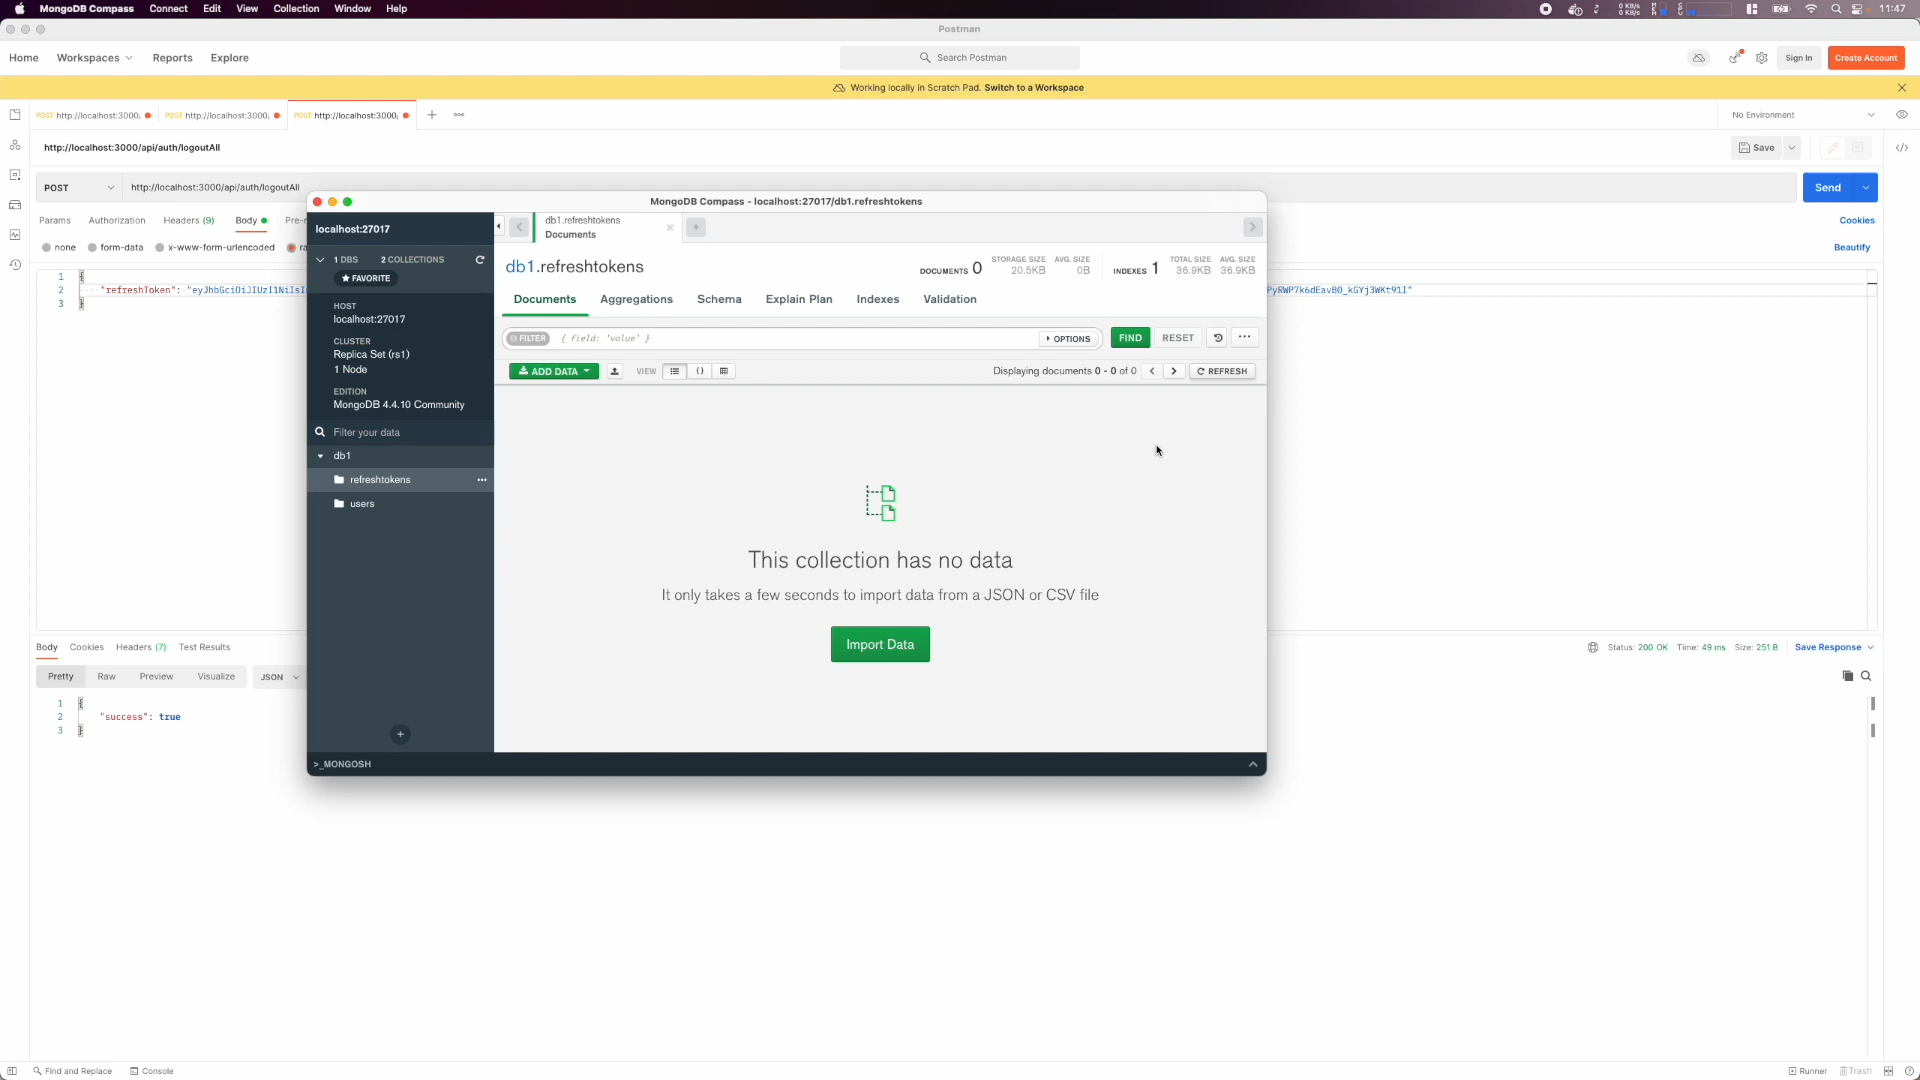 MongoDB Compass Connect Edit View Collection Window Help 0 KB/s 0 KB/s 11:47
Postman
Home Workspaces Reports Explore Search Postman Sign In Create Account
Working locally in Scratch Pad. Switch to a Workspace
POST http://localhost:3000, POST http://localhost:3000, POST http://localhost:3000, No Environment
http://localhost:3000/api/auth/logoutAll Save
POST http://localhost:3000/api/auth/logoutAll Send
Params Authorization Headers (9) Body Pre-r Cookies
none form-data x-www-form-urlencoded ra Beautify
1 {
2 "refreshToken": PyRWP7k6dEavB0_kGYj3WKt91I"
3 }
MongoDB Compass - localhost:27017/db1.refreshtokens
localhost:27017
1 DBS 2 COLLECTIONS
FAVORITE
HOST
localhost:27017
CLUSTER
Replica Set (rs1)
1 Node
EDITION
MongoDB 4.4.10 Community
Filter your data
db1
refreshtokens
users
db1.refreshtokens
Documents
db1.refreshtokens
DOCUMENTS 0 STORAGE SIZE 20.5KB AVG. SIZE 0B INDEXES 1 TOTAL SIZE 36.9KB AVG. SIZE 36.9KB
Documents Aggregations Schema Explain Plan Indexes Validation
FILTER { field: 'value' } OPTIONS FIND RESET
ADD DATA VIEW {} Displaying documents 0 - 0 of 0 REFRESH
This collection has no data
It only takes a few seconds to import data from a JSON or CSV file
Import Data
>_MONGOSH
Body Cookies Headers (7) Test Results Status: 200 OK Time: 49 ms Size: 251 B Save Response
Pretty Raw Preview Visualize JSON
1 {
2 "success": true
3 }
Find and Replace Console Runner Trash